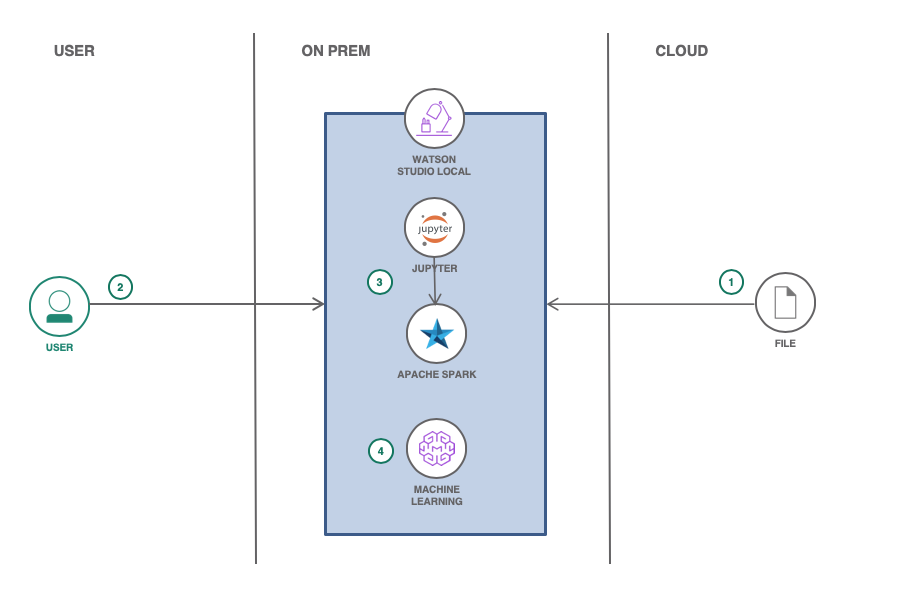 USER
ON PREM
CLOUD
WATSON
STUDIO LOCAL
jupyter
JUPYTER
3
2
1
USER
FILE
APACHE SPARK
4
MACHINE
LEARNING